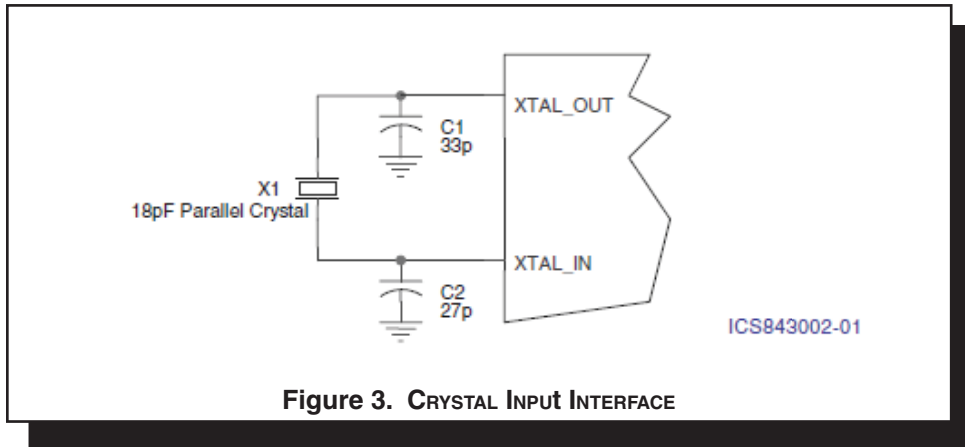 XTAL_OUT
C1
33p
X1
18pF Parallel Crystal
XTAL_IN
C2
27p
ICS843002-01
Figure 3. CRYSTAL INPUt INTERFACE